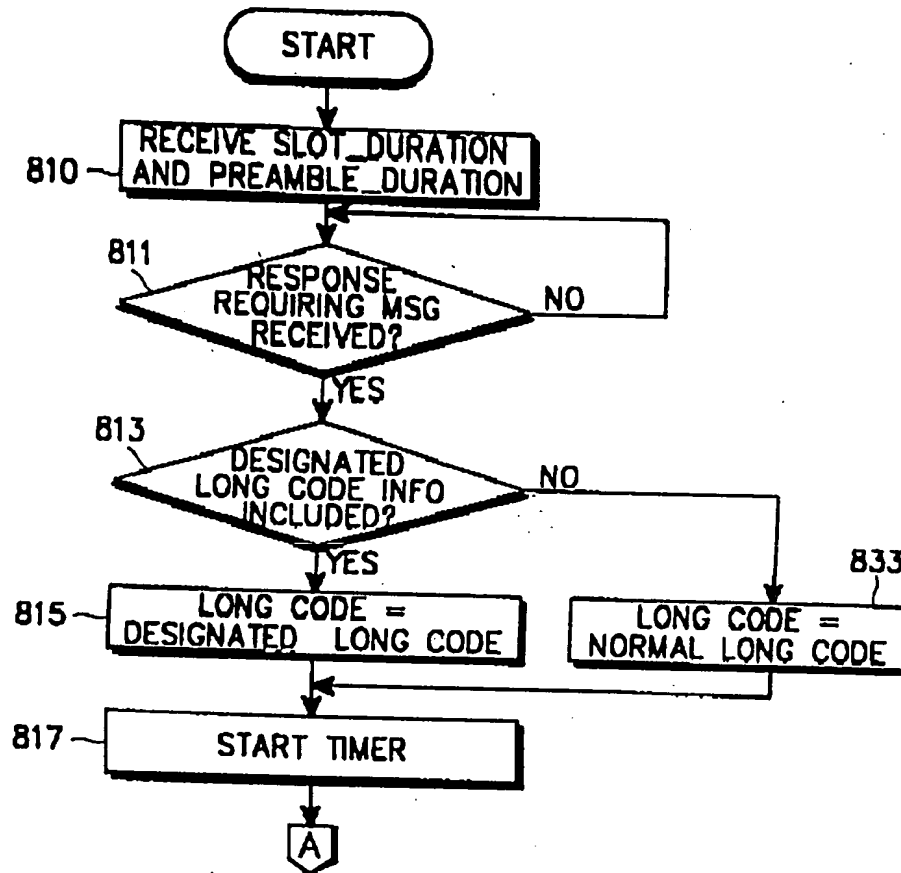 START
RECEIVE SLOT_DURATION
AND PREAMBLE_DURATION
810
811
RESPONSE
REQUIRING MSG
RECEIVED?
NO
YES
813
DESIGNATED
LONG CODE INFO
INCLUDED?
NO
YES
815
LONG CODE =
DESIGNATED LONG CODE
833
LONG CODE =
NORMAL LONG CODE
817
START TIMER
A